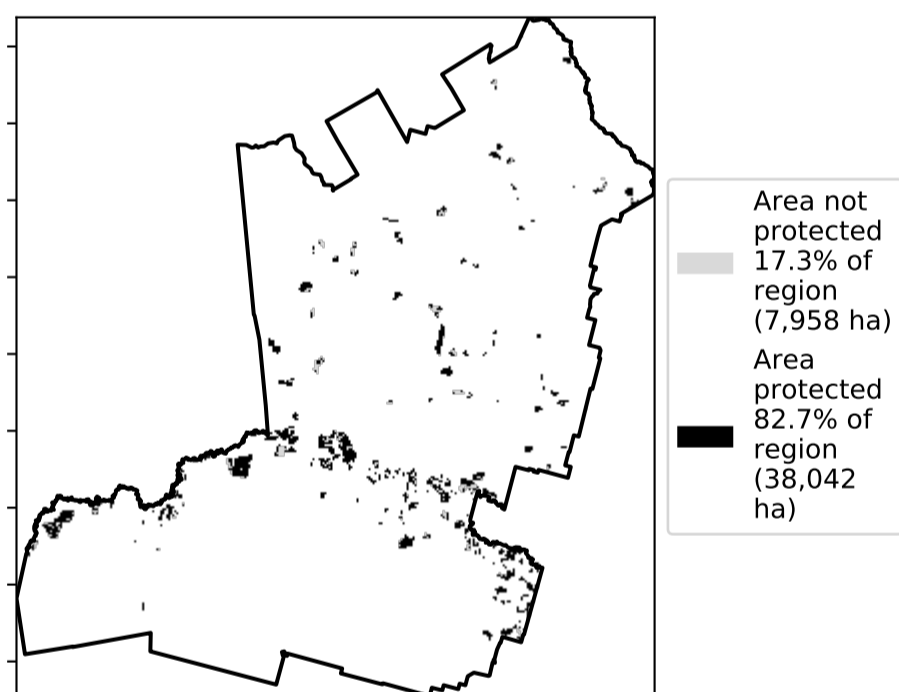 Area not
protected
17.3% of
region
(7,958 ha)
Area
protected
82.7% of
region
(38,042
ha)